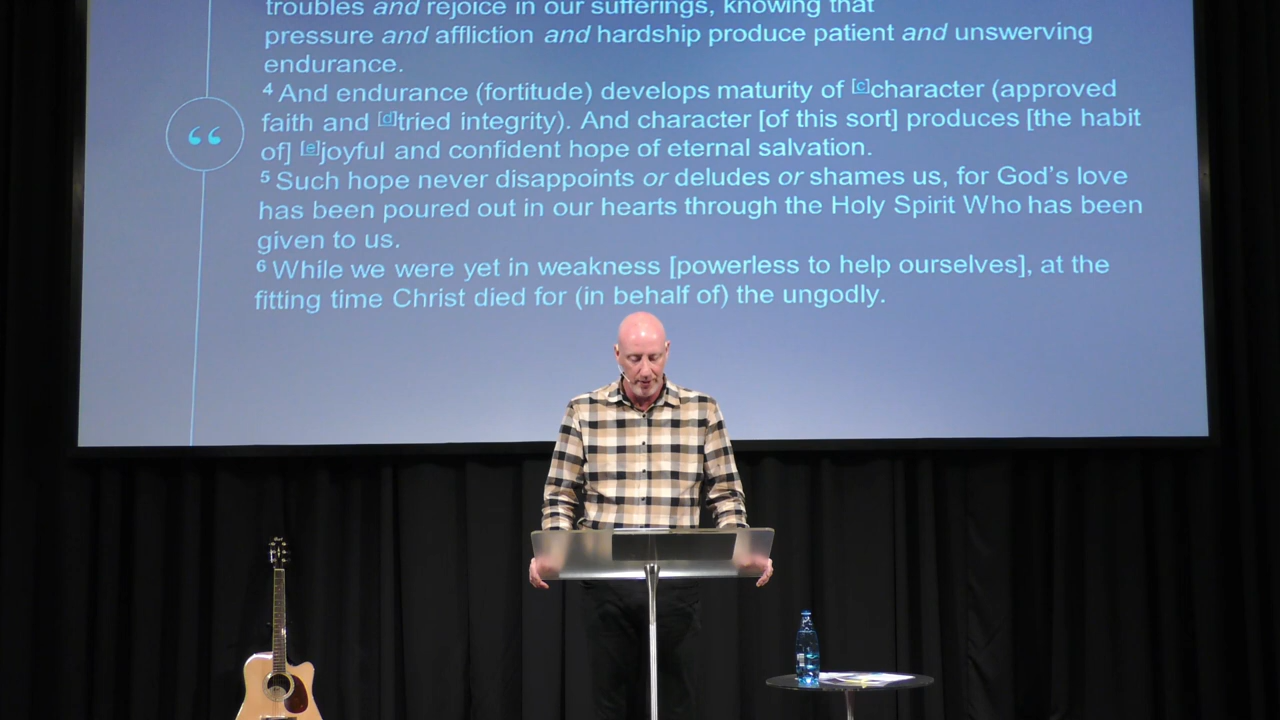 troubles and rejoice in our sufferings, knowing that
pressure and affliction and hardship produce patient and unswerving
endurance.
4 And endurance (fortitude) develops maturity of [c]character (approved
faith and [d]tried integrity). And character [of this sort] produces [the habit
of] [e]joyful and confident hope of eternal salvation.
5 Such hope never disappoints or deludes or shames us, for God's love
has been poured out in our hearts through the Holy Spirit Who has been
given to us.
6 While we were yet in weakness [powerless to help ourselves], at the
fitting time Christ died for (in behalf of) the ungodly.